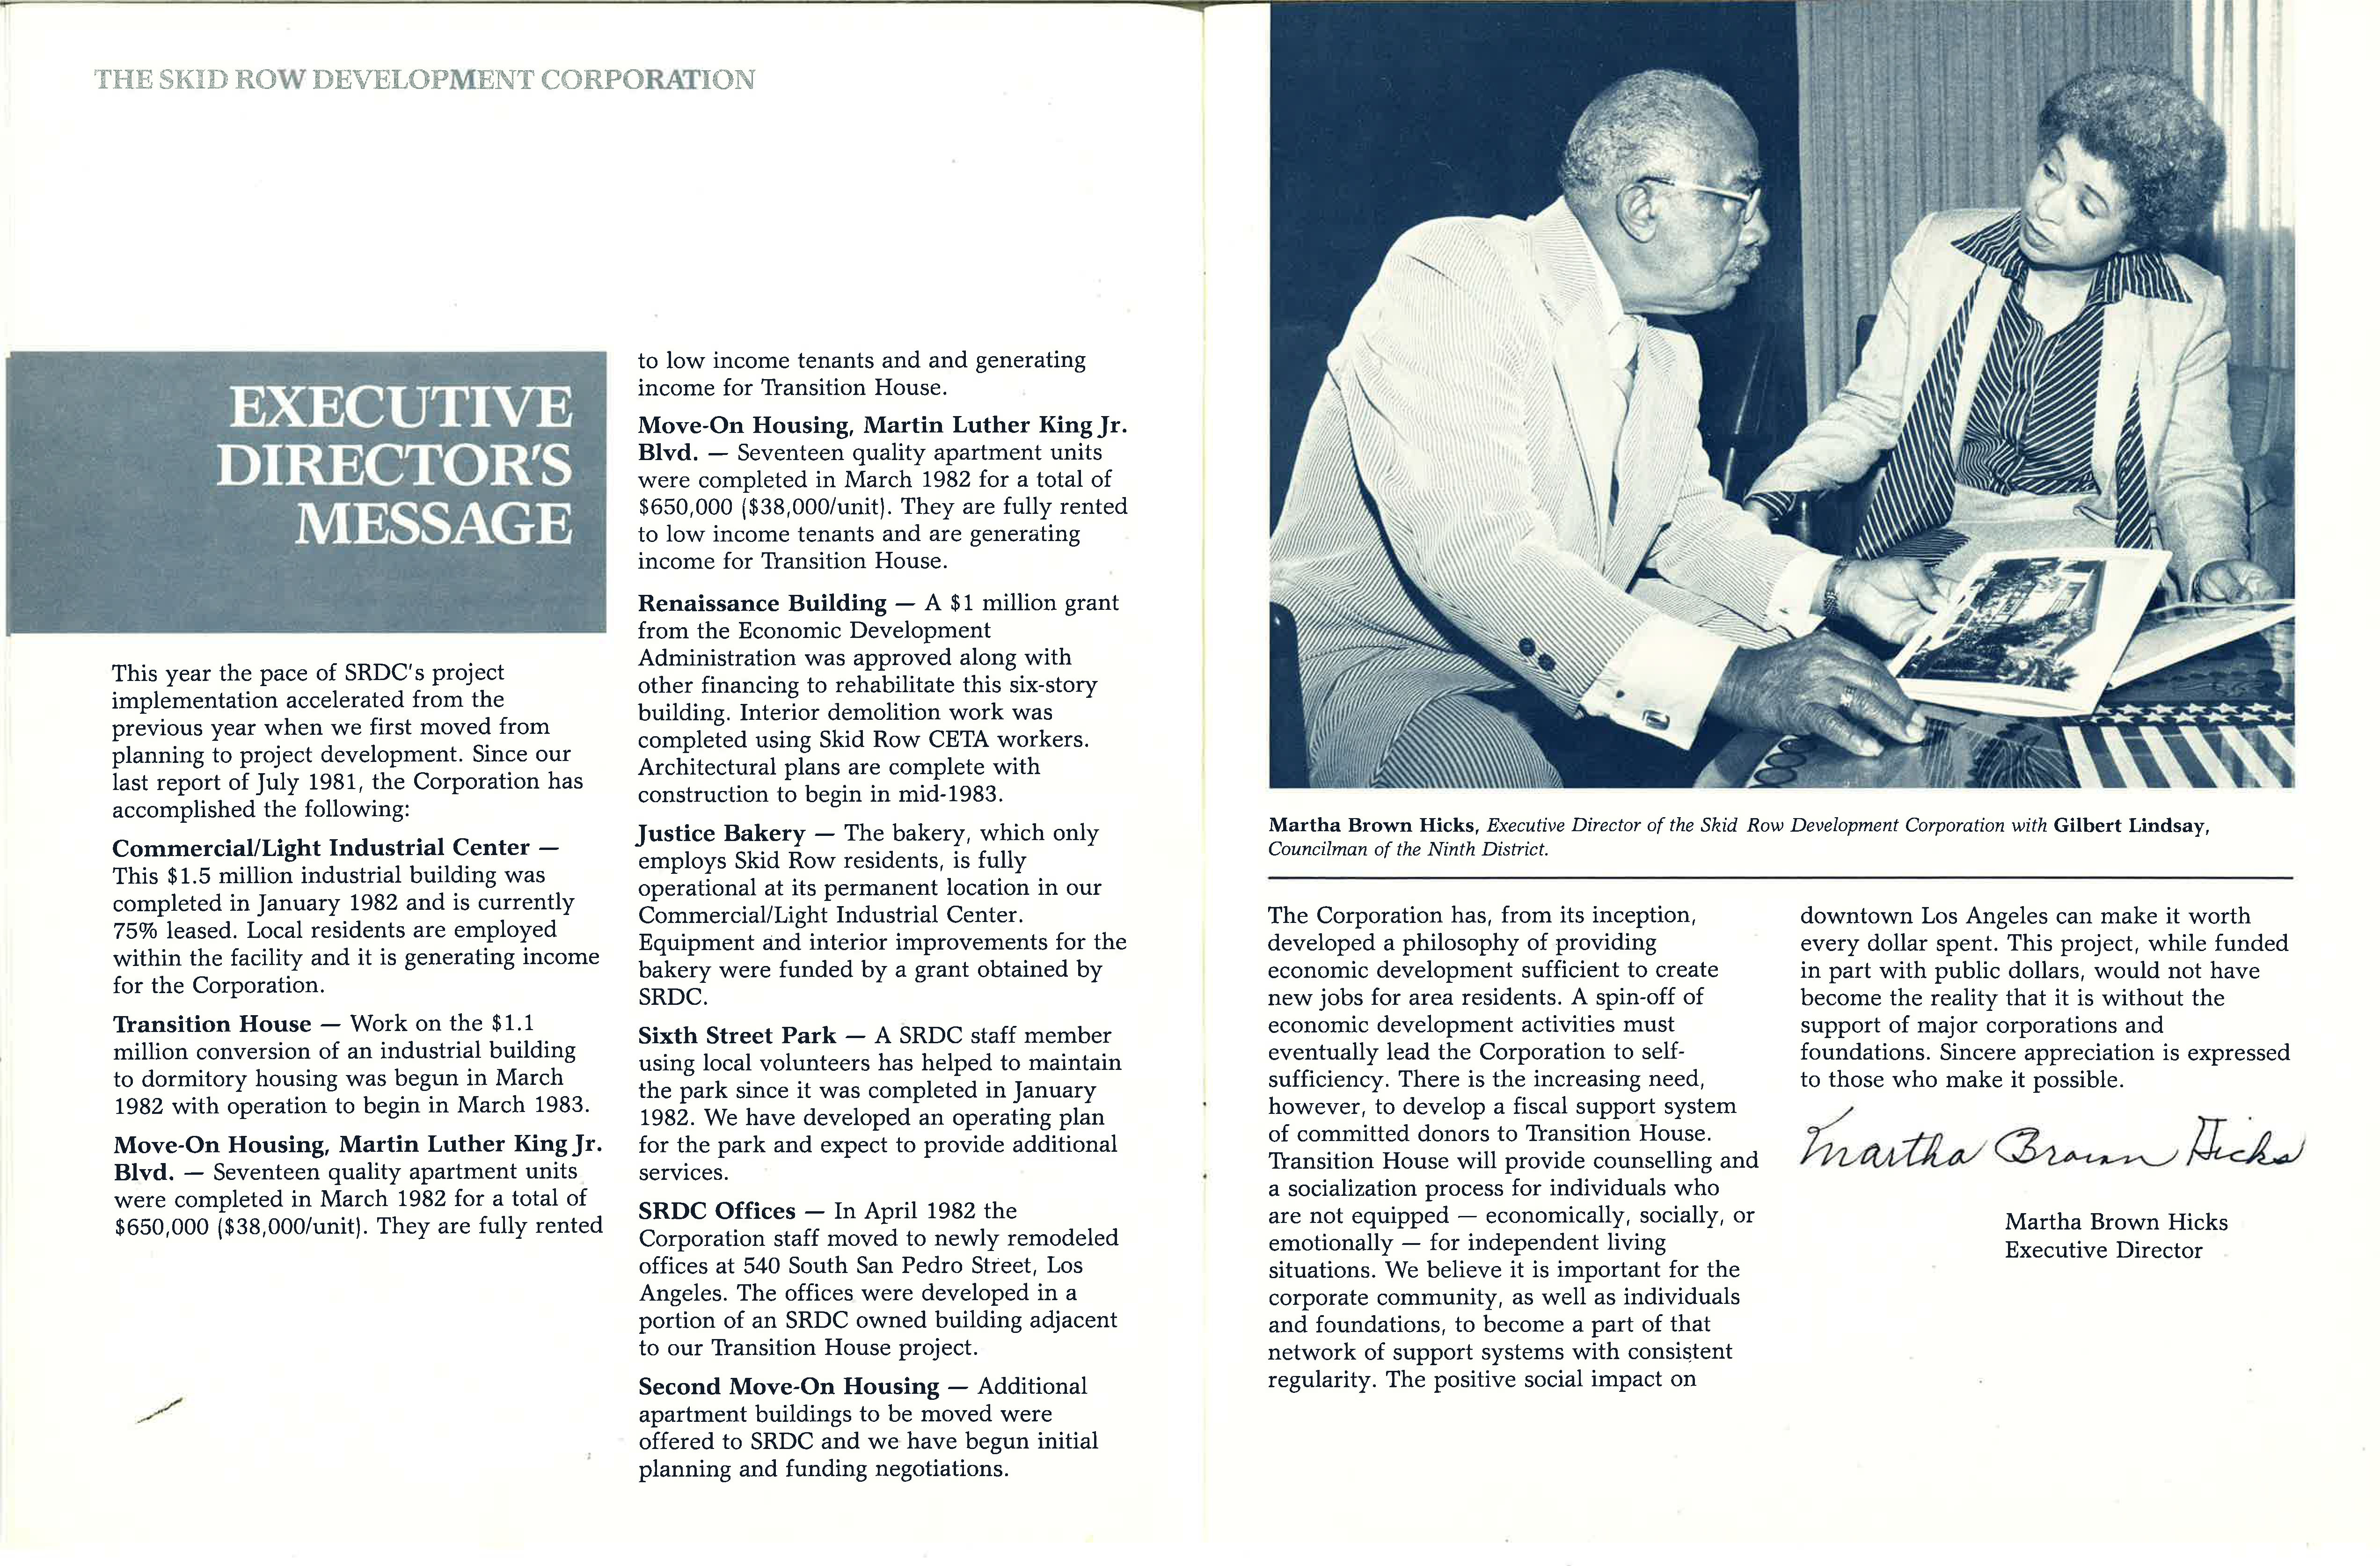 THE SKID ROW DEVELOPMENT CORPORATION
EXECUTIVE
DIRECTOR'S
MESSAGE
This year the pace of SRDC's project
implementation accelerated from the
previous year when we first moved from
planning to project development. Since our
last report of July 1981, the Corporation has
accomplished the following:
Commercial/Light Industrial Center —
This $1.5 million industrial building was
completed in January 1982 and is currently
75% leased. Local residents are employed
within the facility and it is generating income
for the Corporation.
Transition House — Work on the $1.1
million conversion of an industrial building
to dormitory housing was begun in March
1982 with operation to begin in March 1983.
Move-On Housing, Martin Luther King Jr.
Blvd. — Seventeen quality apartment units
were completed in March 1982 for a total of
$650,000 ($38,000/unit). They are fully rented
to low income tenants and and generating
income for Transition House.
Move-On Housing, Martin Luther King Jr.
Blvd. — Seventeen quality apartment units
were completed in March 1982 for a total of
$650,000 ($38,000/unit). They are fully rented
to low income tenants and are generating
income for Transition House.
Renaissance Building — A $1 million grant
from the Economic Development
Administration was approved along with
other financing to rehabilitate this six-story
building. Interior demolition work was
completed using Skid Row CETA workers.
Architectural plans are complete with
construction to begin in mid-1983.
Justice Bakery — The bakery, which only
employs Skid Row residents, is fully
operational at its permanent location in our
Commercial/Light Industrial Center.
Equipment and interior improvements for the
bakery were funded by a grant obtained by
SRDC.
Sixth Street Park — A SRDC staff member
using local volunteers has helped to maintain
the park since it was completed in January
1982. We have developed an operating plan
for the park and expect to provide additional
services.
SRDC Offices — In April 1982 the
Corporation staff moved to newly remodeled
offices at 540 South San Pedro Street, Los
Angeles. The offices were developed in a
portion of an SRDC owned building adjacent
to our Transition House project.
Second Move-On Housing — Additional
apartment buildings to be moved were
offered to SRDC and we have begun initial
planning and funding negotiations.
Martha Brown Hicks, Executive Director of the Skid Row Development Corporation with Gilbert Lindsay,
Councilman of the Ninth District.
The Corporation has, from its inception,
developed a philosophy of providing
economic development sufficient to create
new jobs for area residents. A spin-off of
economic development activities must
eventually lead the Corporation to self-
sufficiency. There is the increasing need,
however, to develop a fiscal support system
of committed donors to Transition House.
Transition House will provide counselling and
a socialization process for individuals who
are not equipped — economically, socially, or
emotionally — for independent living
situations. We believe it is important for the
corporate community, as well as individuals
and foundations, to become a part of that
network of support systems with consistent
regularity. The positive social impact on
downtown Los Angeles can make it worth
every dollar spent. This project, while funded
in part with public dollars, would not have
become the reality that it is without the
support of major corporations and
foundations. Sincere appreciation is expressed
to those who make it possible.
Martha Brown Hicks
Martha Brown Hicks
Executive Director